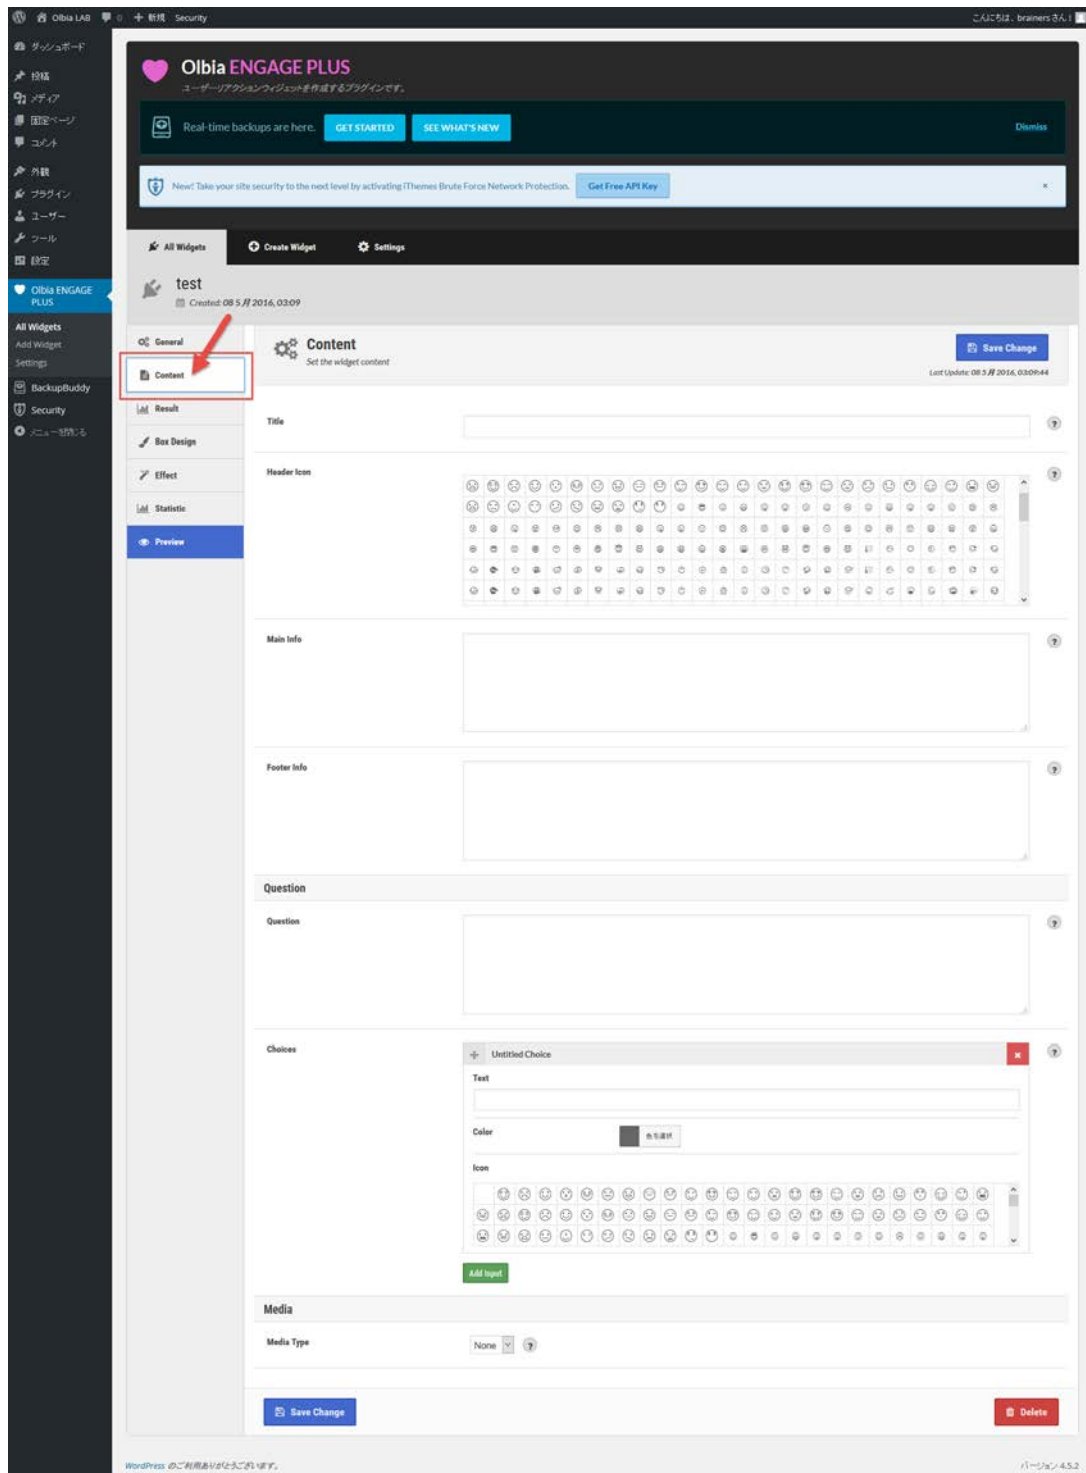 Olbia LAB 0 + 新規 Security
こんにちは、brainers さん！
ダッシュボード
投稿
メディア
固定ページ
コメント
外観
プラグイン
ユーザー
ツール
設定
Olbia ENGAGE
PLUS
All Widgets
Add Widget
Settings
BackupBuddy
Security
メニューを閉じる
Olbia ENGAGE PLUS
ユーザーリアクションウィジェットを作成するプラグインです。
Real-time backups are here. GET STARTED SEE WHAT'S NEW Dismiss
New! Take your site security to the next level by activating iThemes Brute Force Network Protection. Get Free API Key ×
All Widgets Create Widget Settings
test
Created: 08 5月 2016, 03:09
General
Content
Result
Box Design
Effect
Statistic
Preview
Content
Set the widget content
Save Change
Last Update: 08 5月 2016, 03:09:44
Title ?
Header Icon ?
Main Info ?
Footer Info ?
Question
Question ?
Choices ?
Untitled Choice ×
Text
Color 色を選択
Icon
Add Input
Media
Media Type None ?
Save Change Delete
WordPress のご利用ありがとうございます。
バージョン 4.5.2